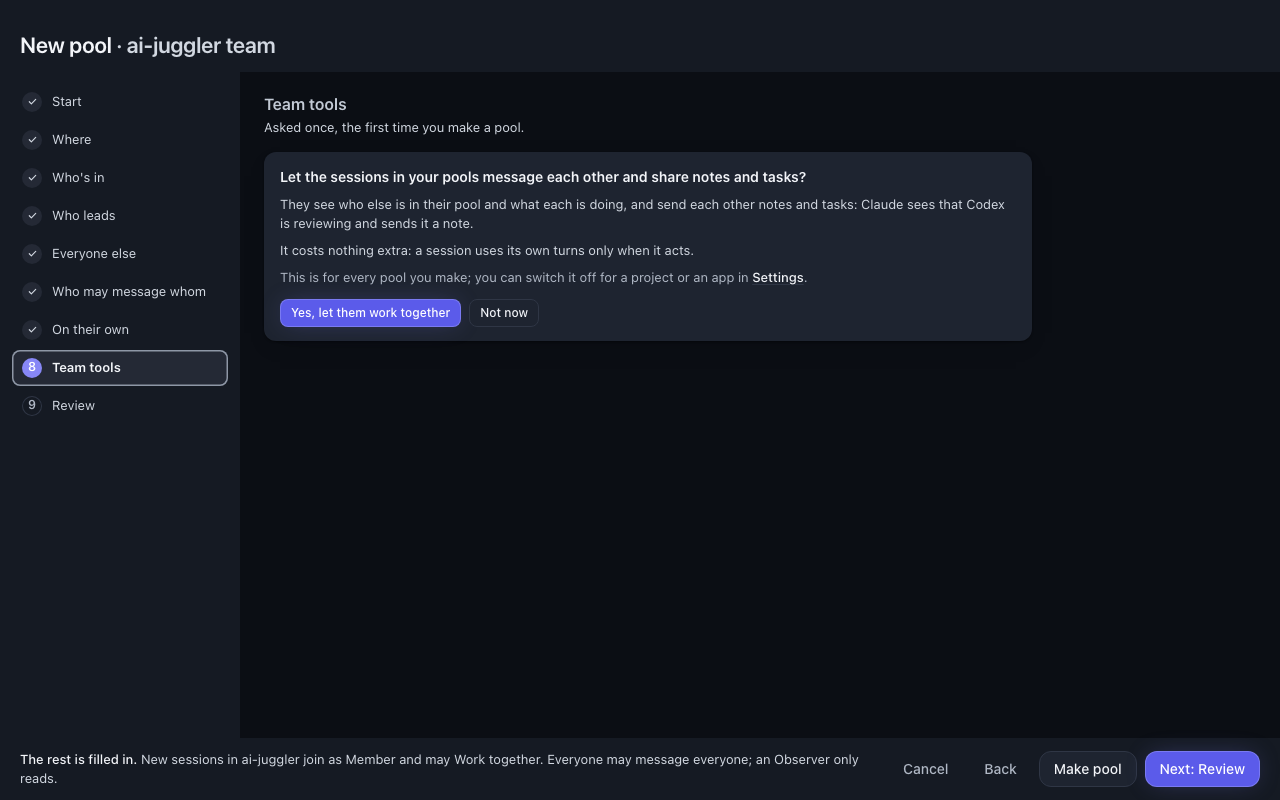 New pool · ai-juggler team
Start
Where
Who's in
Who leads
Everyone else
Who may message whom
On their own
8 Team tools
9 Review
Team tools
Asked once, the first time you make a pool.
Let the sessions in your pools message each other and share notes and tasks?
They see who else is in their pool and what each is doing, and send each other notes and tasks: Claude sees that Codex
is reviewing and sends it a note.
It costs nothing extra: a session uses its own turns only when it acts.
This is for every pool you make; you can switch it off for a project or an app in Settings.
Yes, let them work together
Not now
The rest is filled in. New sessions in ai-juggler join as Member and may Work together. Everyone may message everyone; an Observer only
reads.
Cancel
Back
Make pool
Next: Review